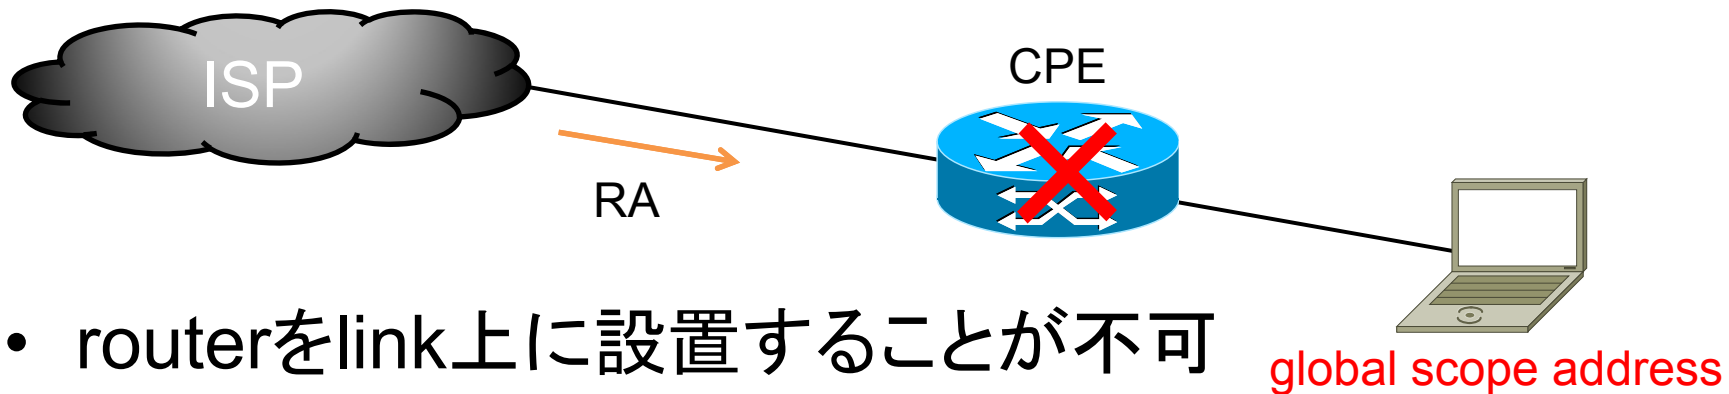 ISP
CPE
RA
• routerをlink上に設置することが不可
global scope address